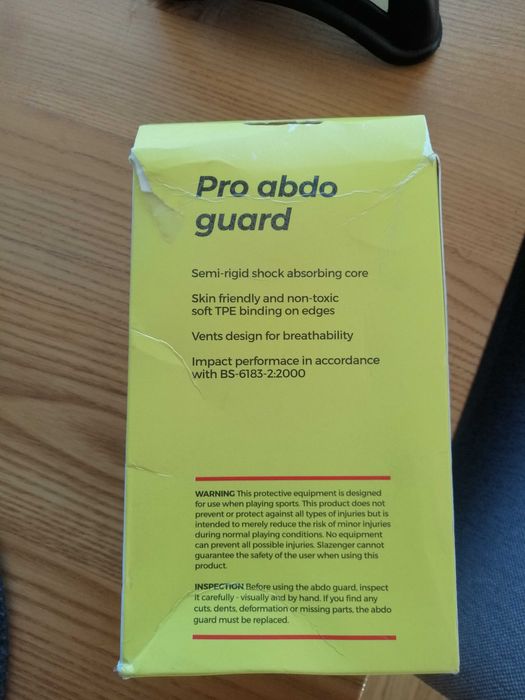 Pro abdo
guard
Semi-rigid shock absorbing core
Skin friendly and non-toxic
soft TPE binding on edges
Vents design for breathability
Impact performace in accordance
with BS-6183-2:2000
WARNING This protective equipment is designed
for use when playing sports. This product does not
prevent or protect against all types of injuries but is
intended to merely reduce the risk of minor injuries
during normal playing conditions. No equipment
can prevent all possible injuries. Slazenger cannot
guarantee the safety of the user when using this
product.
INSPECTION Before using the abdo guard, inspect
it carefully - visually and by hand. If you find any
cuts, dents, deformation or missing parts, the abdo
guard must be replaced.